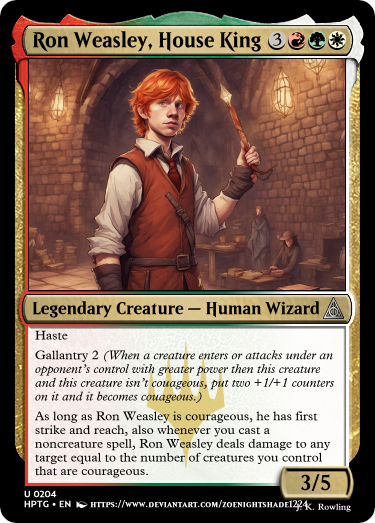 Ron Weasley, House King 3
Legendary Creature — Human Wizard
Haste
Gallantry 2 (When a creature enters or attacks under an
opponent's control with greater power then this creature
and this creature isn't couageous, put two +1/+1 counters
on it and it becomes couageous.)
As long as Ron Weasley is courageous, he has first
strike and reach, also whenever you cast a
noncreature spell, Ron Weasley deals damage to any
target equal to the number of creatures you control
that are courageous.
3/5
U 0204
HPTG • EN HTTPS://WWW.DEVIANTART.COM/ZOENIGHTSHADE1224
J. K. Rowling